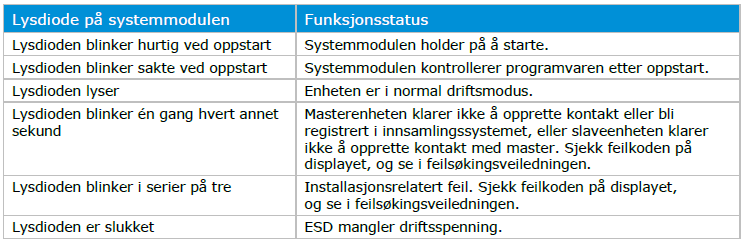 Lysdiode på systemmodulen Funksjonsstatus
Lysdioden blinker hurtig ved oppstart Systemmodulen holder på å starte.
Lysdioden blinker sakte ved oppstart Systemmodulen kontrollerer programvaren etter oppstart.
Lysdioden lyser Enheten er i normal driftsmodus.
Lysdioden blinker én gang hvert annet
sekund
Masterenheten klarer ikke å opprette kontakt eller bli
registrert i innsamlingssystemet, eller slaveenheten klarer
ikke å opprette kontakt med master. Sjekk feilkoden på
displayet, og se i feilsøkingsveiledningen.
Lysdioden blinker i serier på tre
Installasjonsrelatert feil. Sjekk feilkoden på displayet,
og se i feilsøkingsveiledningen.
Lysdioden er slukket ESD mangler driftsspenning.